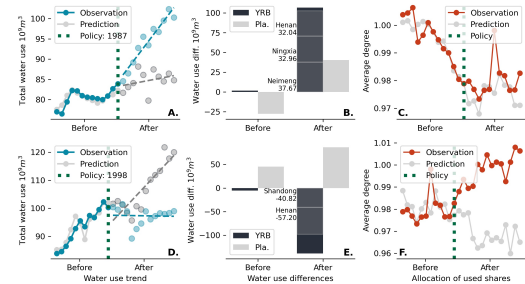 Total water use 10⁹m³
100
95
90
85
80
Observation
Prediction
Policy: 1987
A.
Before
After
Water use diff. 10⁹m³
100
75
50
25
0
−25
YRB
Pla.
Henan
32.04
Ningxia
32.96
Neimeng
37.67
B.
Before
After
Average degree
1.00
0.99
0.98
0.97
Observation
Prediction
Policy
C.
Before
After
Total water use 10⁹m³
120
110
100
90
Observation
Prediction
Policy: 1998
D.
Before
After
Water use trend
Water use diff. 10⁹m³
50
0
−50
−100
Shandong
-40.82
Henan
-57.20
YRB
Pla.
E.
Before
After
Water use differences
Average degree
1.01
1.00
0.99
0.98
0.97
0.96
Observation
Prediction
Policy
F.
Before
After
Allocation of used shares